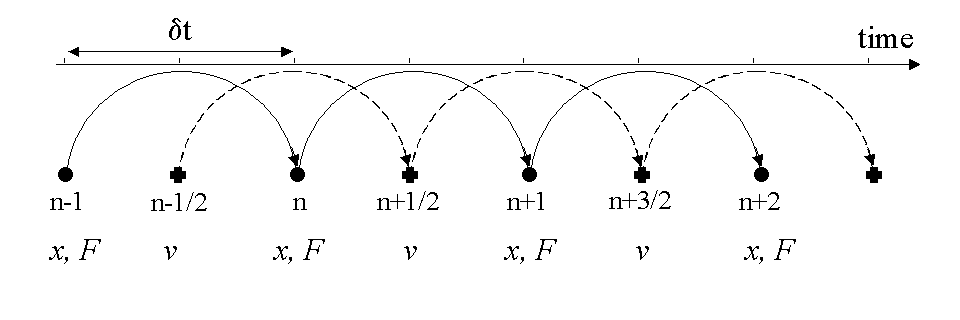 δt
time
n-1 n-1/2 n n+1/2 n+1 n+3/2 n+2
x, F v x, F v x, F v x, F